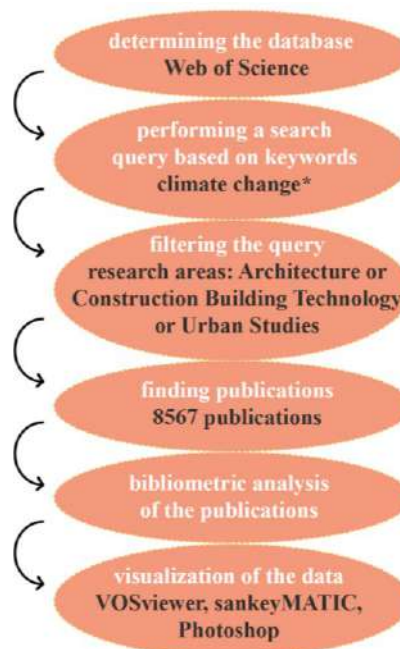 determining the database
Web of Science
performing a search
query based on keywords
climate change*
filtering the query
research areas: Architecture or
Construction Building Technology
or Urban Studies
finding publications
8567 publications
bibliometric analysis
of the publications
visualization of the data
VOSviewer, sankeyMATIC,
Photoshop